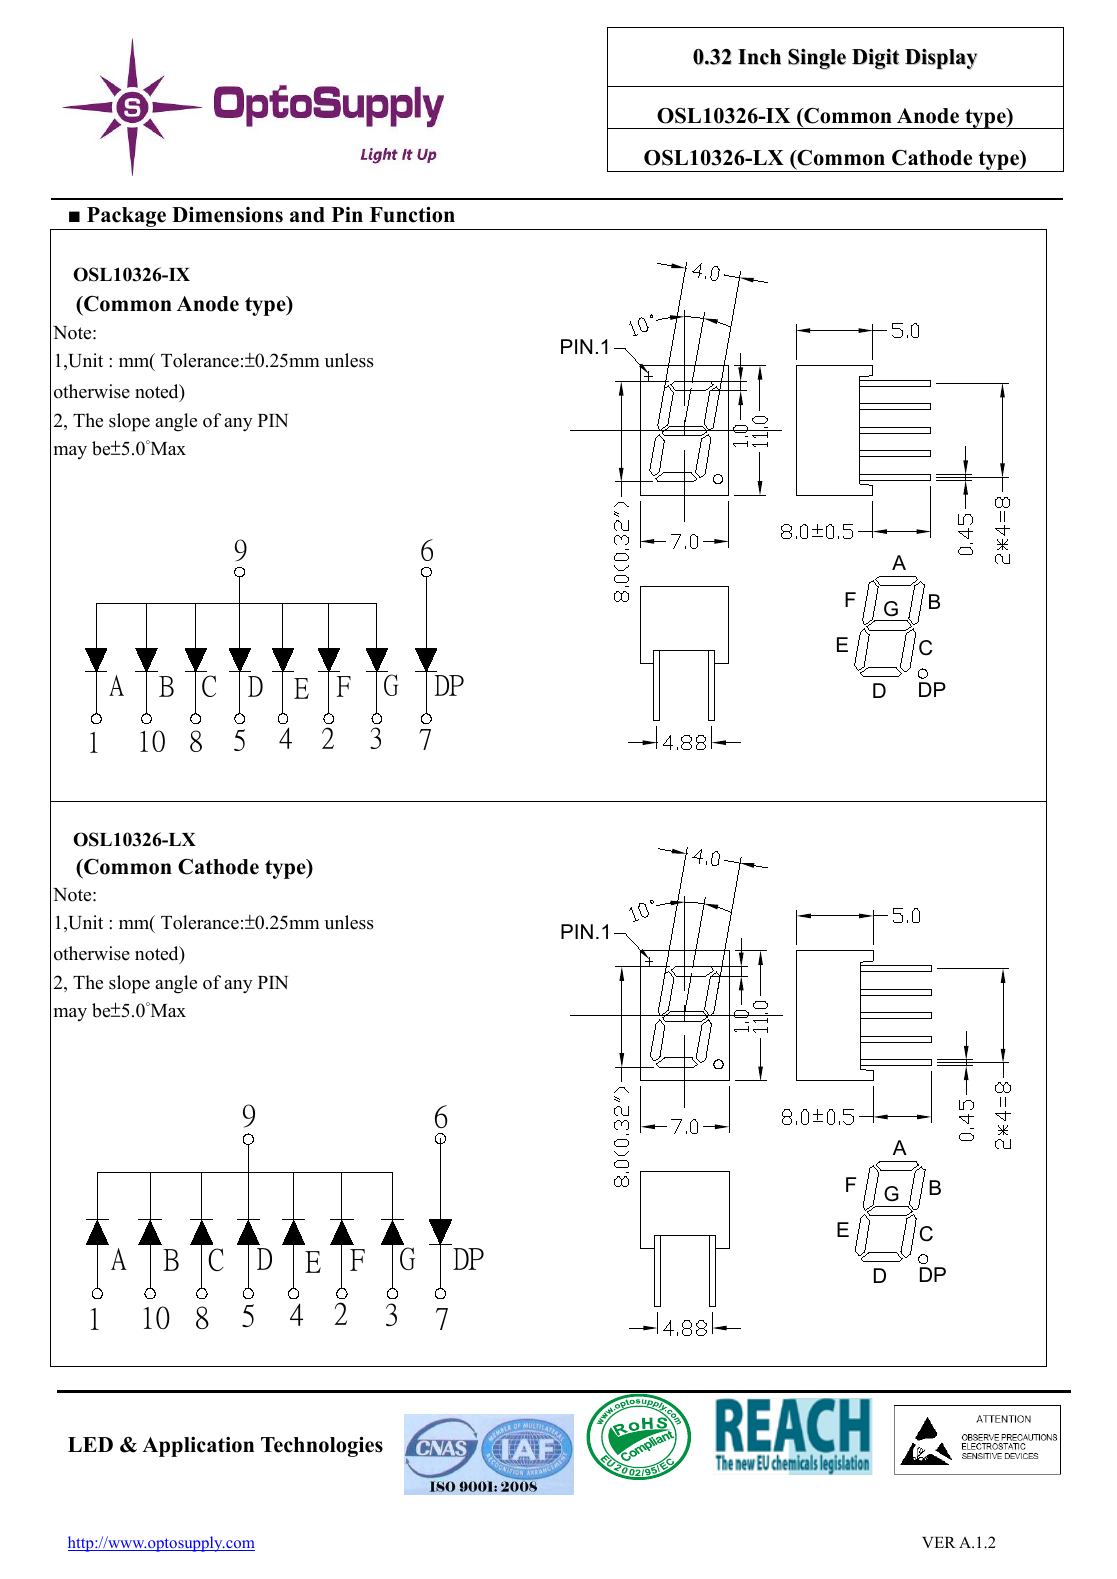 OptoSupply
Light It Up
S
0.32 Inch Single Digit Display
OSL10326-IX (Common Anode type)
OSL10326-LX (Common Cathode type)
■ Package Dimensions and Pin Function
OSL10326-IX
(Common Anode type)
Note:
1,Unit : mm( Tolerance:±0.25mm unless
otherwise noted)
2, The slope angle of any PIN
may be±5.0°Max
9 6
A B C D E F G DP
1 10 8 5 4 2 3 7
4.0
10°
PIN.1
5.0
1.0
11.0
8.0(0.32")
7.0
8.0±0.5
0.45
2*4=8
A
F G B
E C
D DP
4.88
OSL10326-LX
(Common Cathode type)
Note:
1,Unit : mm( Tolerance:±0.25mm unless
otherwise noted)
2, The slope angle of any PIN
may be±5.0°Max
9 6
A B C D E F G DP
1 10 8 5 4 2 3 7
4.0
10°
PIN.1
5.0
1.0
11.0
8.0(0.32")
7.0
8.0±0.5
0.45
2*4=8
A
F G B
E C
D DP
4.88
LED & Application Technologies
CNAS
MEMBER OF MULTILATERAL
IAF
RECOGNITION ARRANGEMENT
ISO 9001: 2008
www.optosupply.com
RoHS
Compliant
EU2002/95/EC
REACH
The new EU chemicals legislation
ATTENTION
OBSERVE PRECAUTIONS
ELECTROSTATIC
SENSITIVE DEVICES
http://www.optosupply.com
VER A.1.2